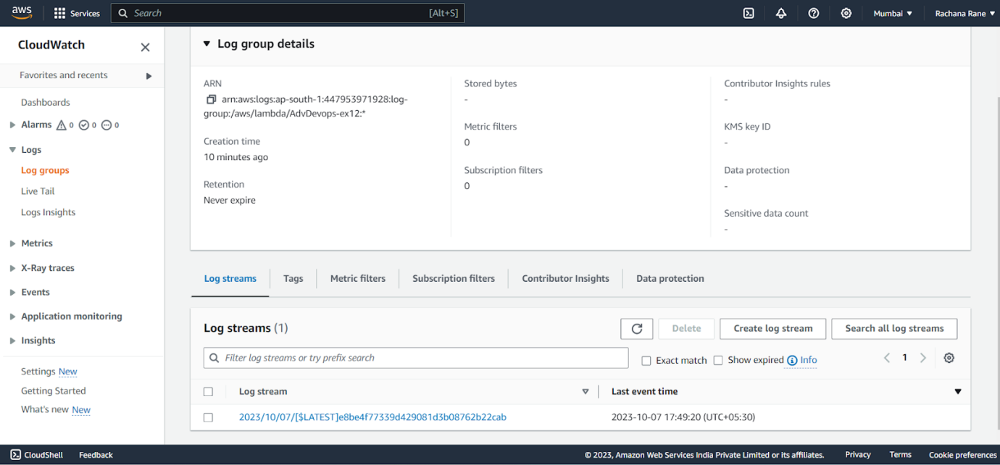 aws
Services
Search
[Alt+S]
Mumbai
Rachana Rane
CloudWatch
Favorites and recents
Dashboards
Alarms 0 0 0
Logs
Log groups
Live Tail
Logs Insights
Metrics
X-Ray traces
Events
Application monitoring
Insights
Settings New
Getting Started
What's new New
Log group details
ARN
arn:aws:logs:ap-south-1:447953971928:log-
group:/aws/lambda/AdvDevops-ex12:*
Creation time
10 minutes ago
Retention
Never expire
Stored bytes
-
Metric filters
0
Subscription filters
0
Contributor Insights rules
-
KMS key ID
-
Data protection
-
Sensitive data count
-
Log streams
Tags
Metric filters
Subscription filters
Contributor Insights
Data protection
Log streams (1)
Delete
Create log stream
Search all log streams
Filter log streams or try prefix search
Exact match
Show expired
Info
1
Log stream
Last event time
2023/10/07/[$LATEST]e8be4f77339d429081d3b08762b22cab
2023-10-07 17:49:20 (UTC+05:30)
CloudShell
Feedback
© 2023, Amazon Web Services India Private Limited or its affiliates.
Privacy
Terms
Cookie preferences